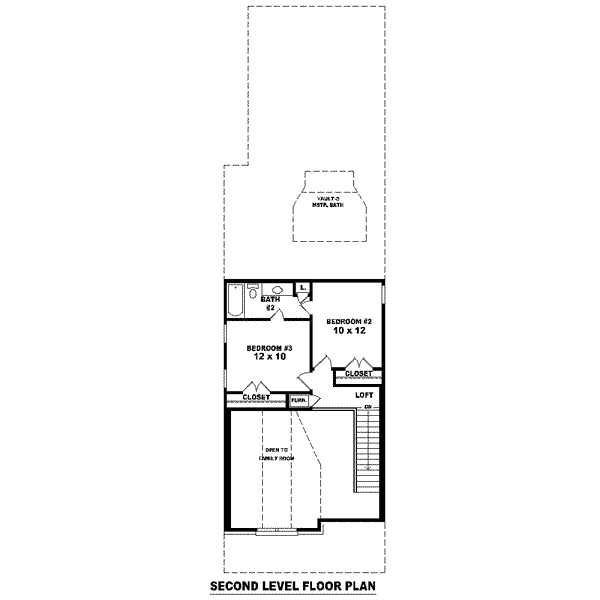 VAULT @
MSTR. BATH
L.
BATH
#2
BEDROOM #2
10 x 12
BEDROOM #3
12 x 10
CLOSET
CLOSET
FURN.
LOFT
DN
OPEN TO
FAMILY ROOM
SECOND LEVEL FLOOR PLAN